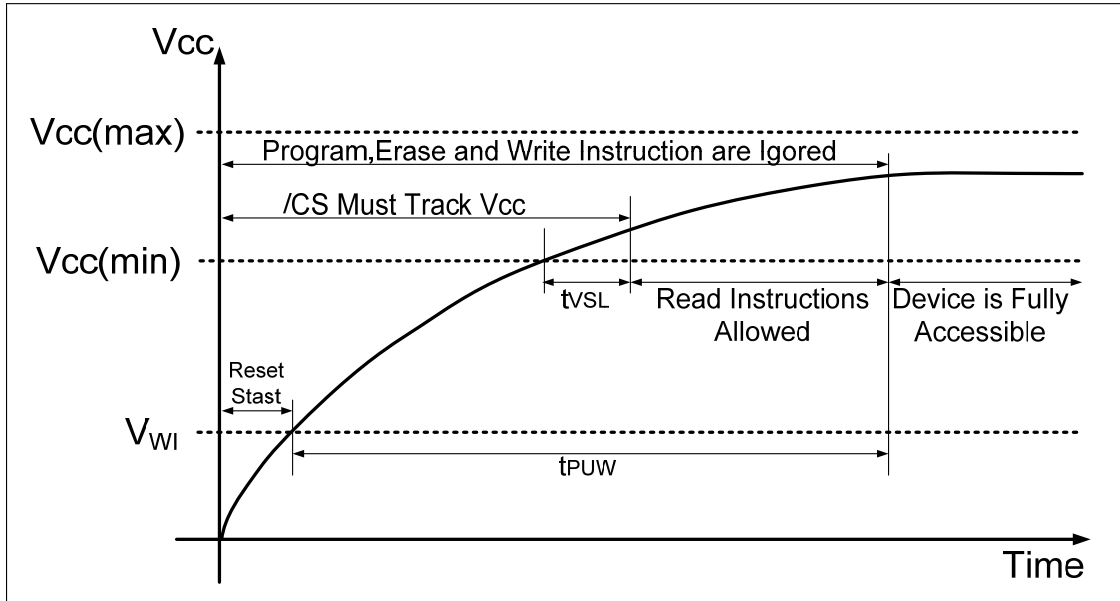 Vcc
Vcc(max)
Program,Erase and Write Instruction are Igored
/CS Must Track Vcc
Vcc(min)
tVSL
Read Instructions
Allowed
Device is Fully
Accessible
Reset
Stast
VWI
tPUW
Time